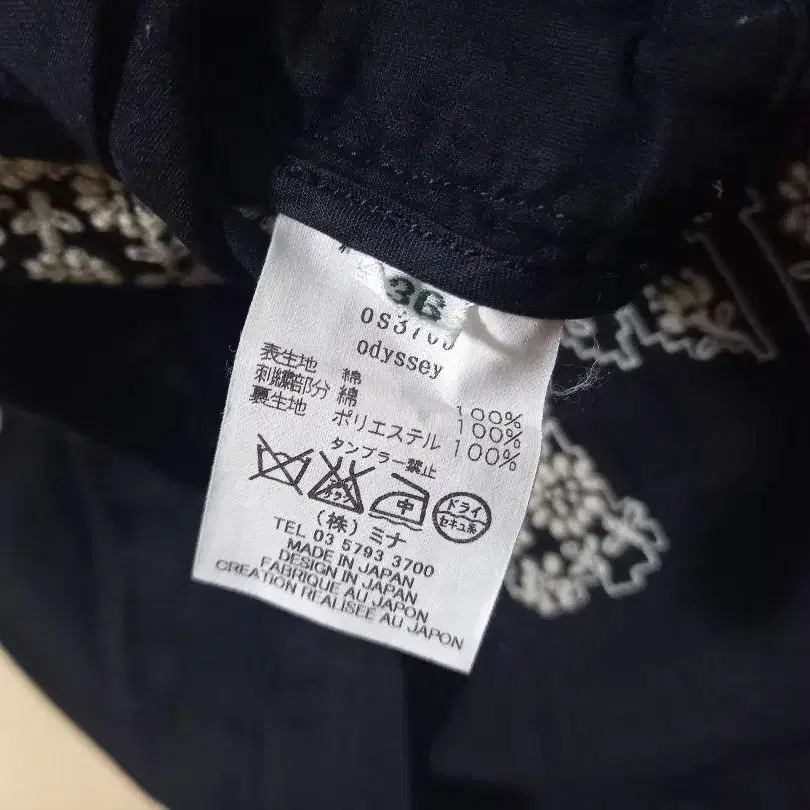 36
odyssey
表生地 綿 100%
刺繍部分 綿 100%
裏生地 ポリエステル 100%
タンブラー禁止
中
ドライ
セキユ系
(株) ミナ
TEL 03 5793 3700
MADE IN JAPAN
DESIGN IN JAPAN
FABRIQUE AU JAPON
CREATION REALISEE AU JAPON